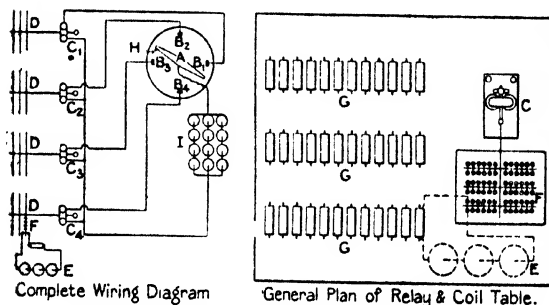 D
C1
H
B2
A
B3
B1
B4
D
C2
I
D
C3
D
F
C4
E
Complete Wiring Diagram
G
C
G
F
G
E
General Plan of Relay & Coil Table.